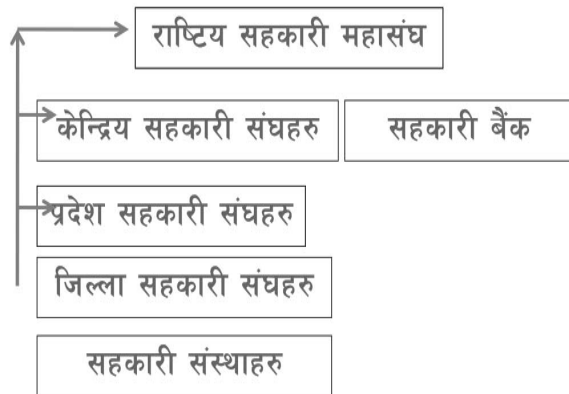 राष्टिय सहकारी महासंघ
केन्द्रिय सहकारी संघहरु सहकारी बैंक
प्रदेश सहकारी संघहरु
जिल्ला सहकारी संघहरु
सहकारी संस्थाहरु